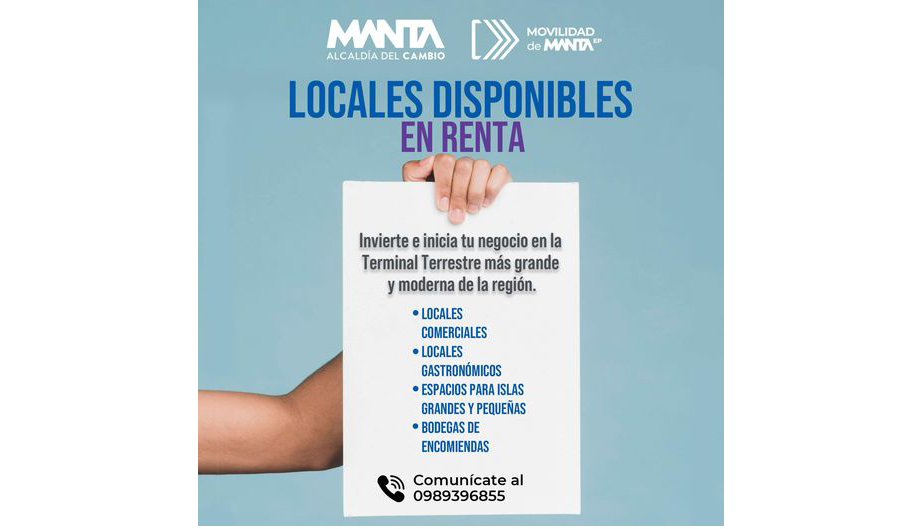 MANTA
ALCALDÍA DEL CAMBIO
MOVILIDAD
de MANTA EP
LOCALES DISPONIBLES
EN RENTA
Invierte e inicia tu negocio en la
Terminal Terrestre más grande
y moderna de la región.
• LOCALES
COMERCIALES
• LOCALES
GASTRONÓMICOS
• ESPACIOS PARA ISLAS
GRANDES Y PEQUEÑAS
• BODEGAS DE
ENCOMIENDAS
Comunícate al
0989396855